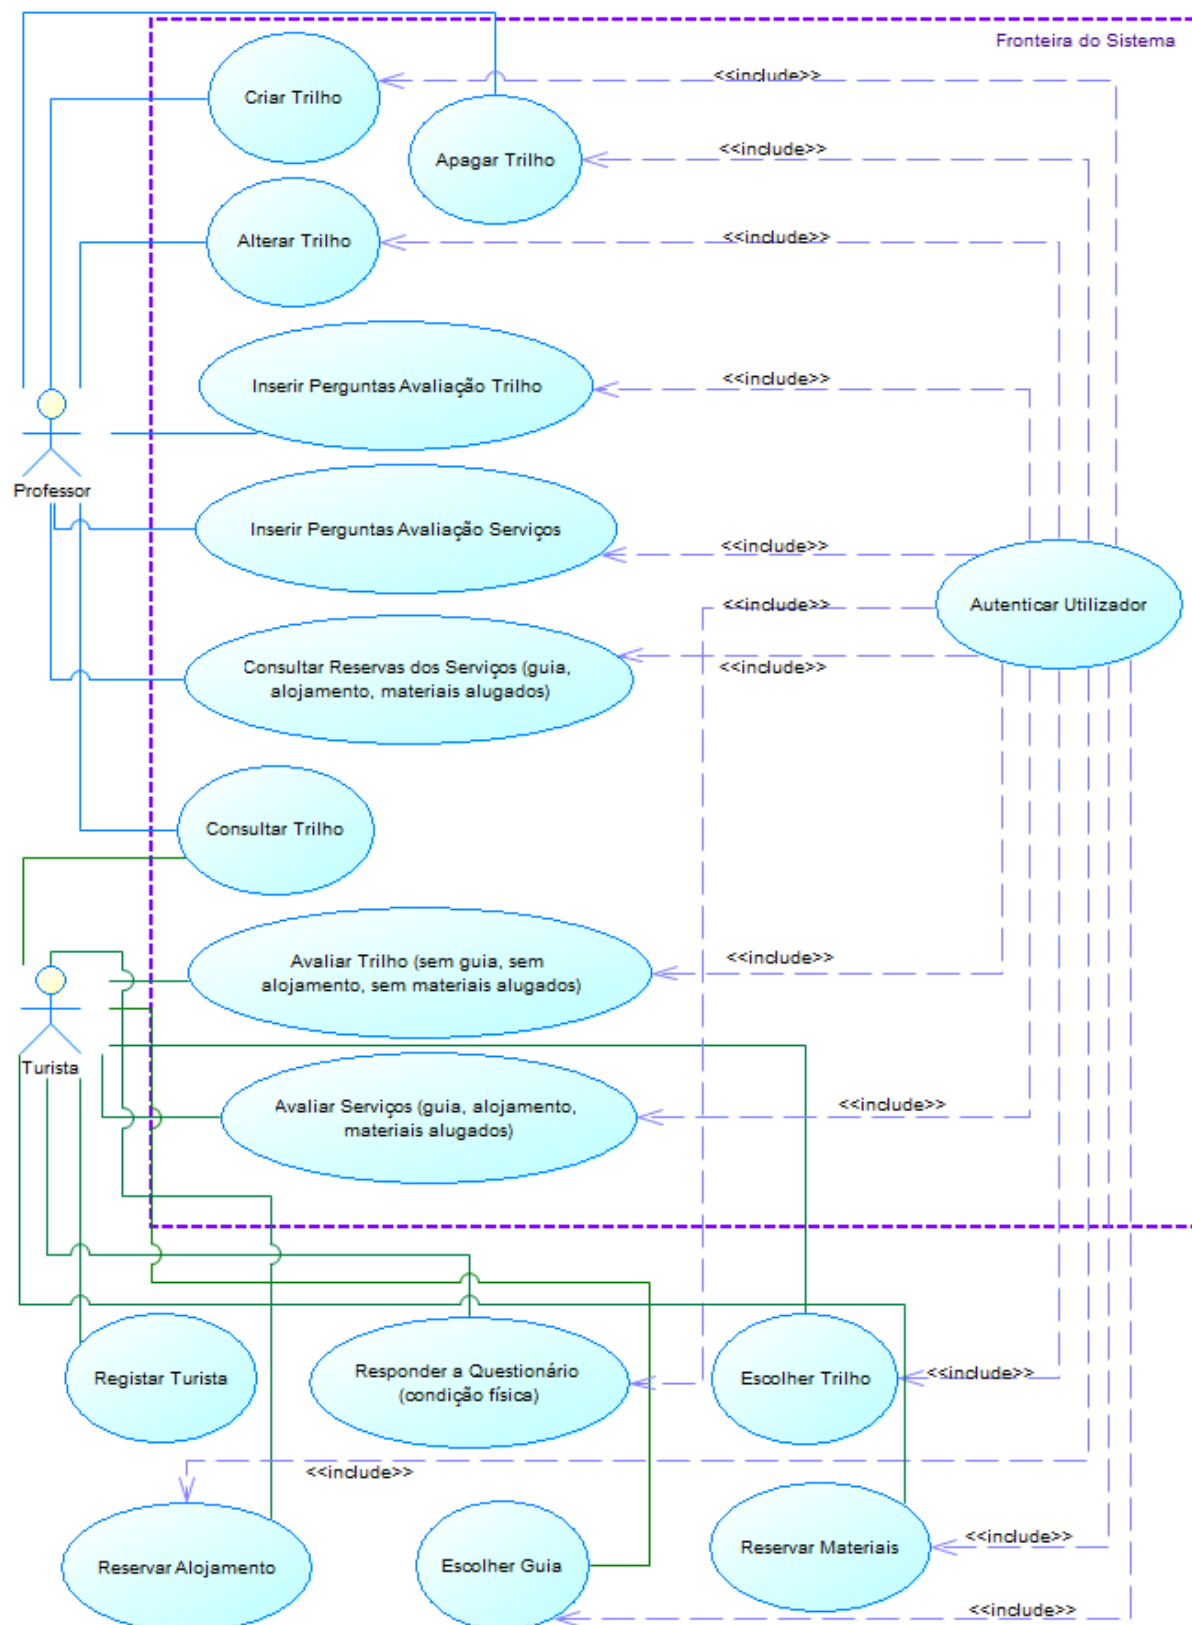 Fronteira do Sistema
<<include>>
Criar Trilho
<<include>>
Apagar Trilho
<<include>>
Alterar Trilho
<<include>>
Inserir Perguntas Avaliação Trilho
Professor
Inserir Perguntas Avaliação Serviços
<<include>>
<<include>>
Autenticar Utilizador
Consultar Reservas dos Serviços (guia,
alojamento, materiais alugados)
<<include>>
Consultar Trilho
Avaliar Trilho (sem guia, sem
alojamento, sem materiais alugados)
<<include>>
Turista
Avaliar Serviços (guia, alojamento,
materiais alugados)
<<include>>
Registar Turista
Responder a Questionário
(condição física)
Escolher Trilho
<<include>>
<<include>>
Reservar Alojamento
Escolher Guia
Reservar Materiais
<<include>>
<<include>>